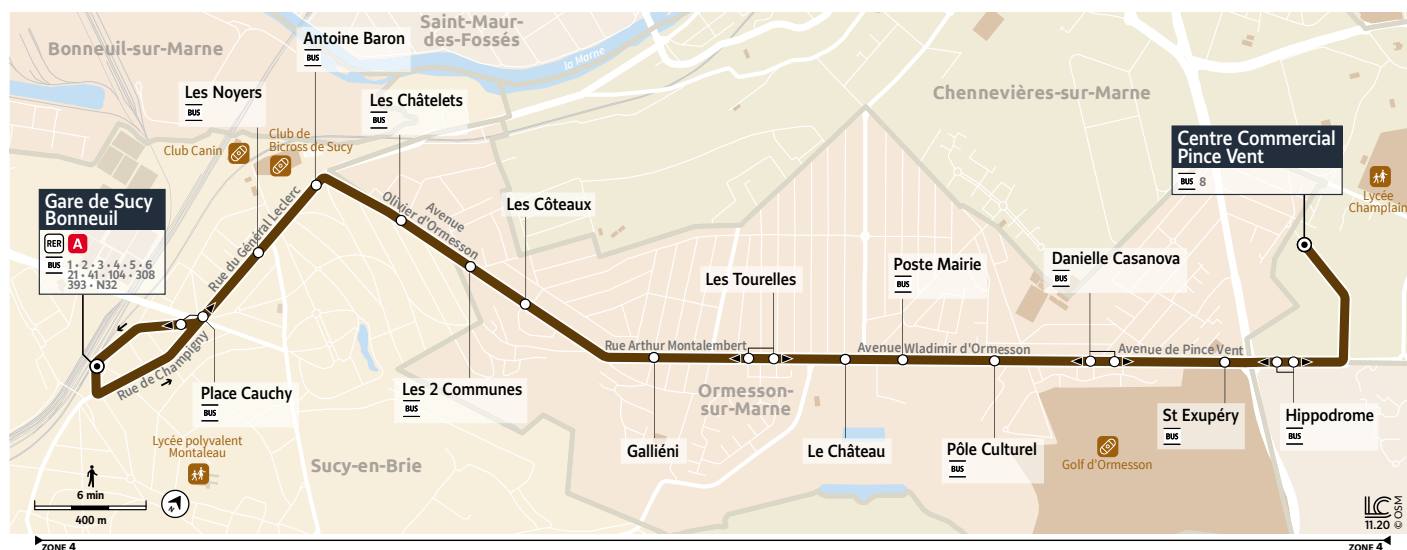 Bonneuil-sur-Marne
Saint-Maur-
des-Fossés
la Marne
Chennevières-sur-Marne
Antoine Baron
BUS
Les Noyers
BUS
Les Châtelets
BUS
Club Canin
Club de
Bicross de Sucy
Centre Commercial
Pince Vent
BUS 8
Lycée
Champlain
Gare de Sucy
Bonneuil
RER A
BUS 1 • 2 • 3 • 4 • 5 • 6
21 • 41 • 104 • 308
393 • N32
Rue du Général Leclerc
Avenue
Olivier d'Ormesson
Les Côteaux
Les Tourelles
Poste Mairie
BUS
Danielle Casanova
BUS
Rue de Champigny
Rue Arthur Montalembert
Avenue Wladimir d'Ormesson
Avenue de Pince Vent
Place Cauchy
BUS
Les 2 Communes
BUS
Ormesson-
sur-Marne
Galliéni
Le Château
Pôle Culturel
BUS
St Exupéry
BUS
Hippodrome
BUS
Golf d'Ormesson
Lycée polyvalent
Montaleau
Sucy-en-Brie
6 min
400 m
N
LC
11.20
© OSM
ZONE 4
ZONE 4